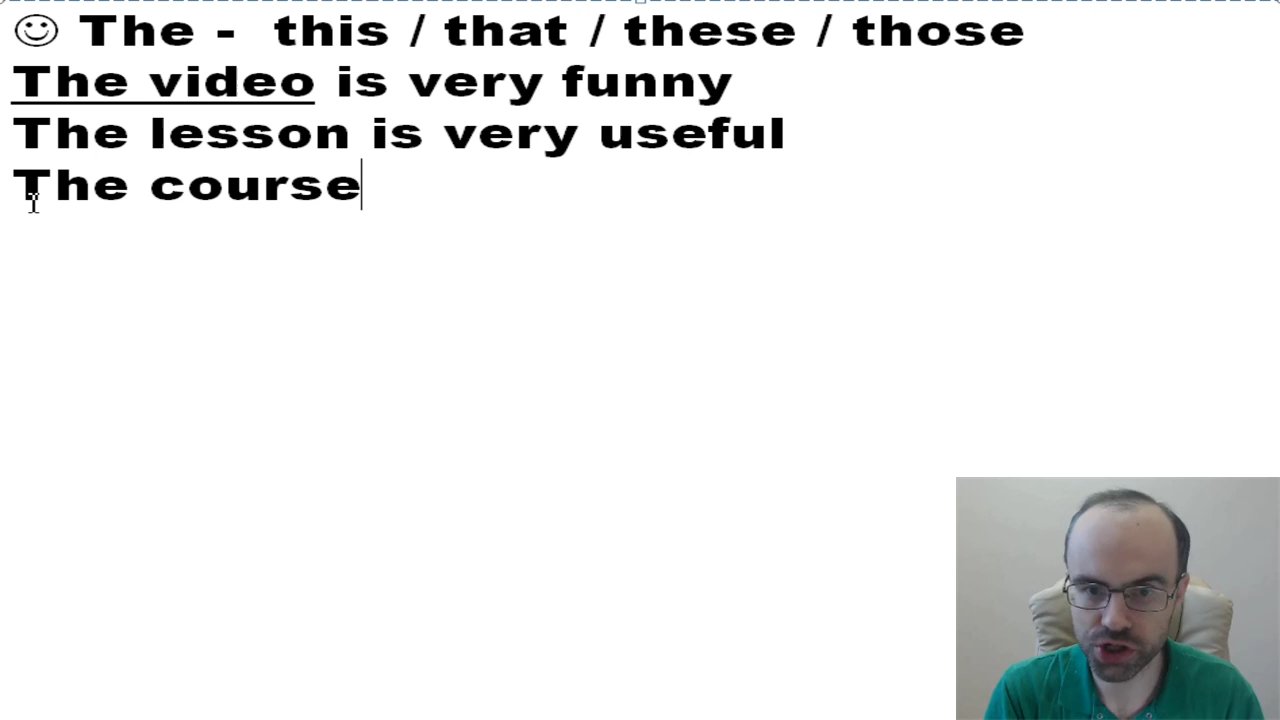 ☺ The - this / that / these / those
The video is very funny
The lesson is very useful
The course